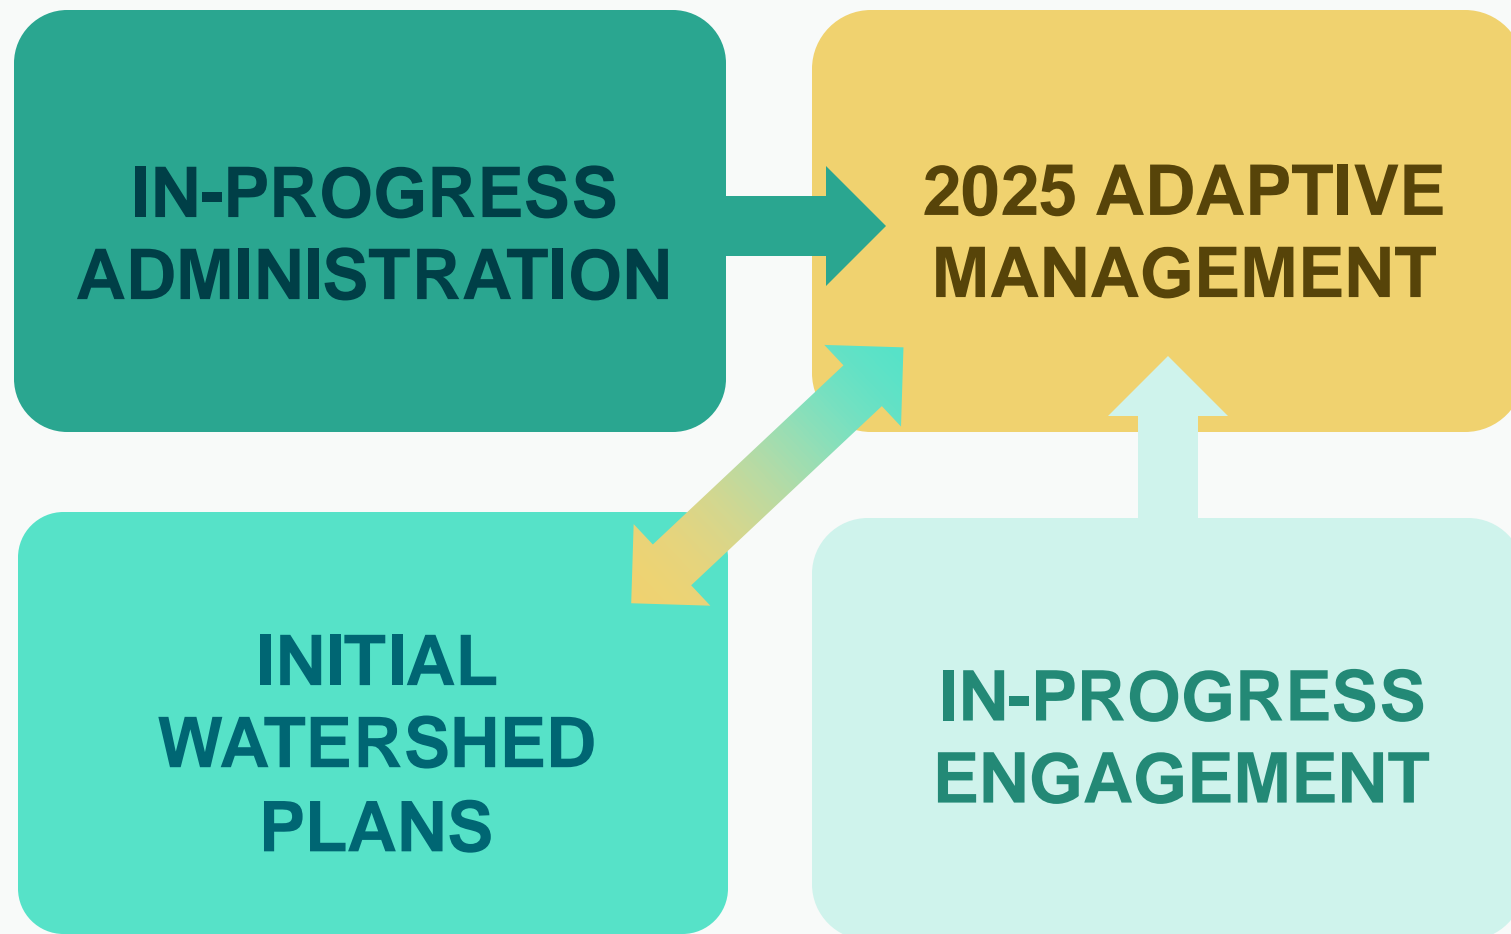 IN-PROGRESS
ADMINISTRATION
2025 ADAPTIVE
MANAGEMENT
INITIAL
WATERSHED
PLANS
IN-PROGRESS
ENGAGEMENT